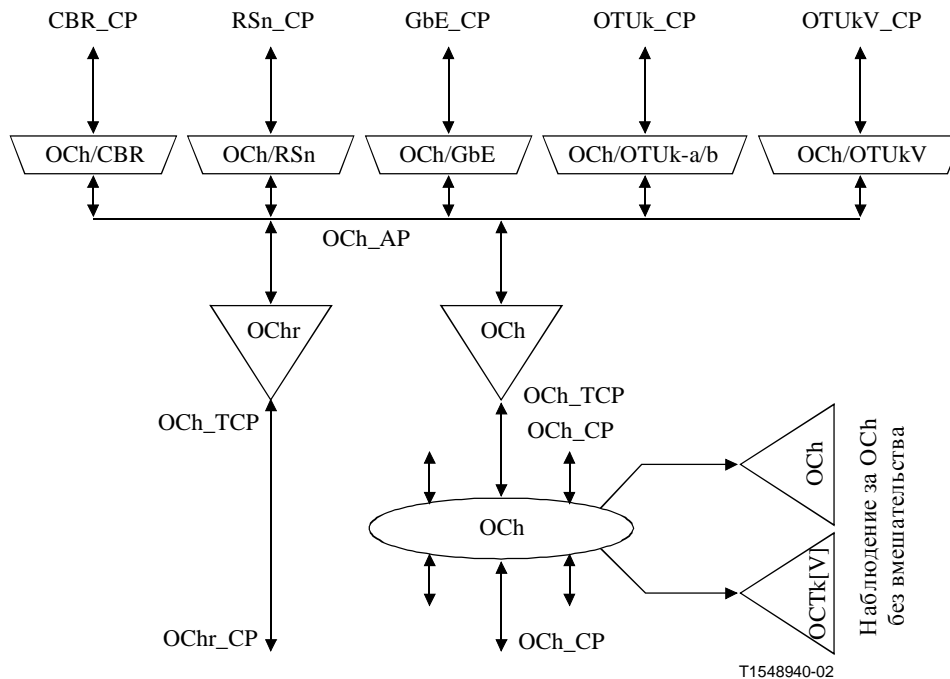 CBR_CP
RSn_CP
GbE_CP
OTUk_CP
OTUkV_CP
OCh/CBR
OCh/RSn
OCh/GbE
OCh/OTUk-a/b
OCh/OTUkV
OCh_AP
OChr
OCh
OCh_TCP
OCh_TCP
OCh_CP
OCh
OCh
ОСТk[V]
Наблюдение за OCh
без вмешательства
OChr_CP
OCh_CP
T1548940-02